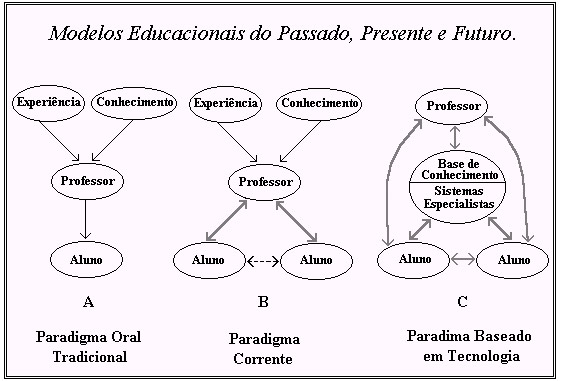 Modelos Educacionais do Passado, Presente e Futuro.
Experiência
Conhecimento
Professor
Aluno
A
Paradigma Oral
Tradicional
Experiência
Conhecimento
Professor
Aluno
Aluno
B
Paradigma
Corrente
Professor
Base de
Conhecimento
Sistemas
Especialistas
Aluno
Aluno
C
Paradima Baseado
em Tecnologia